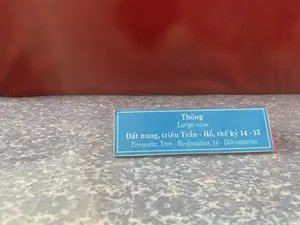 Thống
Large vase
Đất nung, triều Trần - Hồ, thế kỷ 14 - 15
Terracotta, Tran - Ho dynasties, 14 - 15th centuries